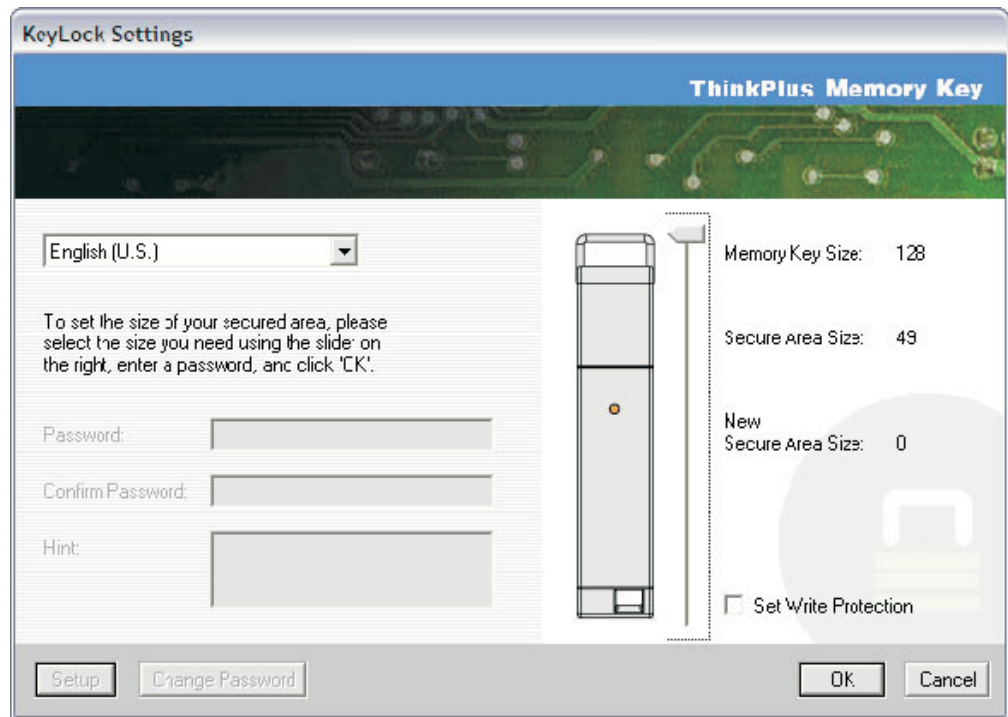 KeyLock Settings
ThinkPlus Memory Key
English (U.S.)
To set the size of your secured area, please
select the size you need using the slider on
the right, enter a password, and click 'OK'.
Password:
Confirm Password:
Hint:
Memory Key Size: 128
Secure Area Size: 49
New
Secure Area Size: 0
Set Write Protection
Setup
Change Password
OK
Cancel